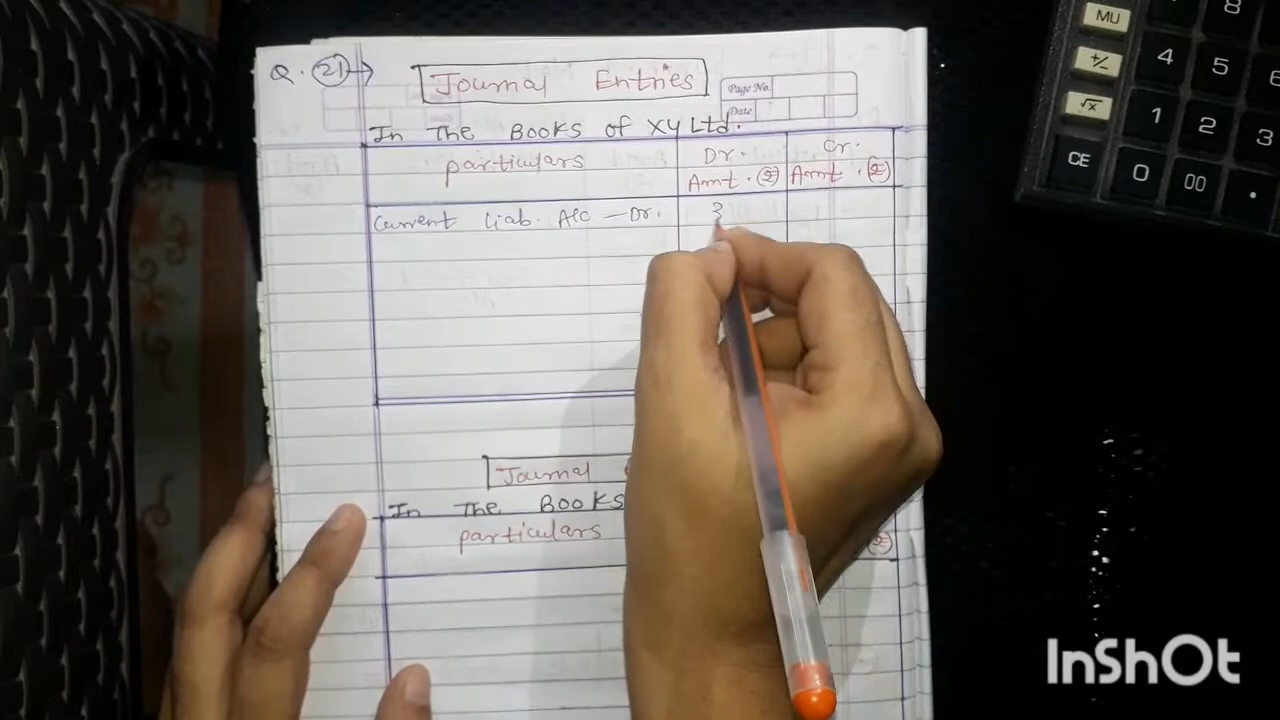 Q. 21 →
Journal Entries
Page No.
Date
In The Books of XY Ltd.
particulars
Dr.
Amt. (₹)
Cr.
Amt. (₹)
Current Liab. A/c — Dr.
3
Journal
In The Books
particulars
(₹)
MU
+/-
√x
CE
8
4
5
6
1
2
3
0
00
.
InShOt